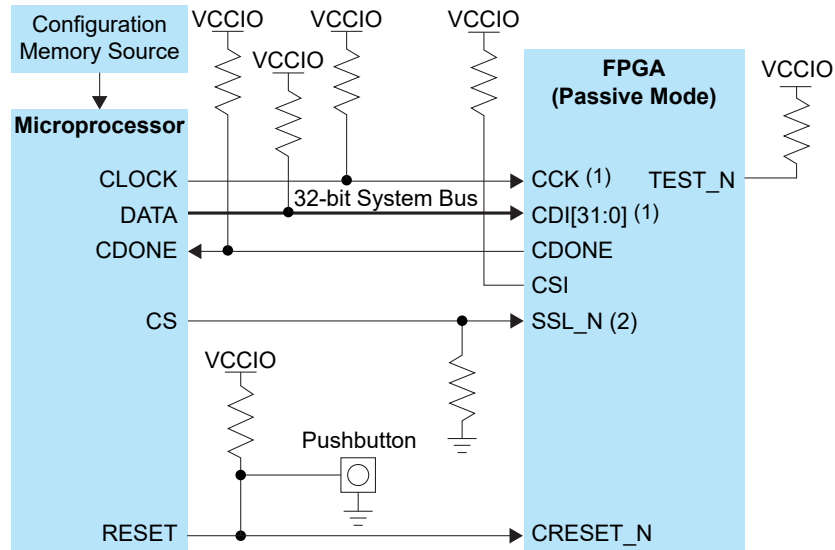 Configuration
Memory Source
VCCIO
VCCIO
VCCIO
VCCIO
FPGA
(Passive Mode)
VCCIO
Microprocessor
CLOCK
CCK (1)
TEST_N
32-bit System Bus
DATA
CDI[31:0] (1)
CDONE
CDONE
CSI
CS
SSL_N (2)
VCCIO
Pushbutton
RESET
CRESET_N